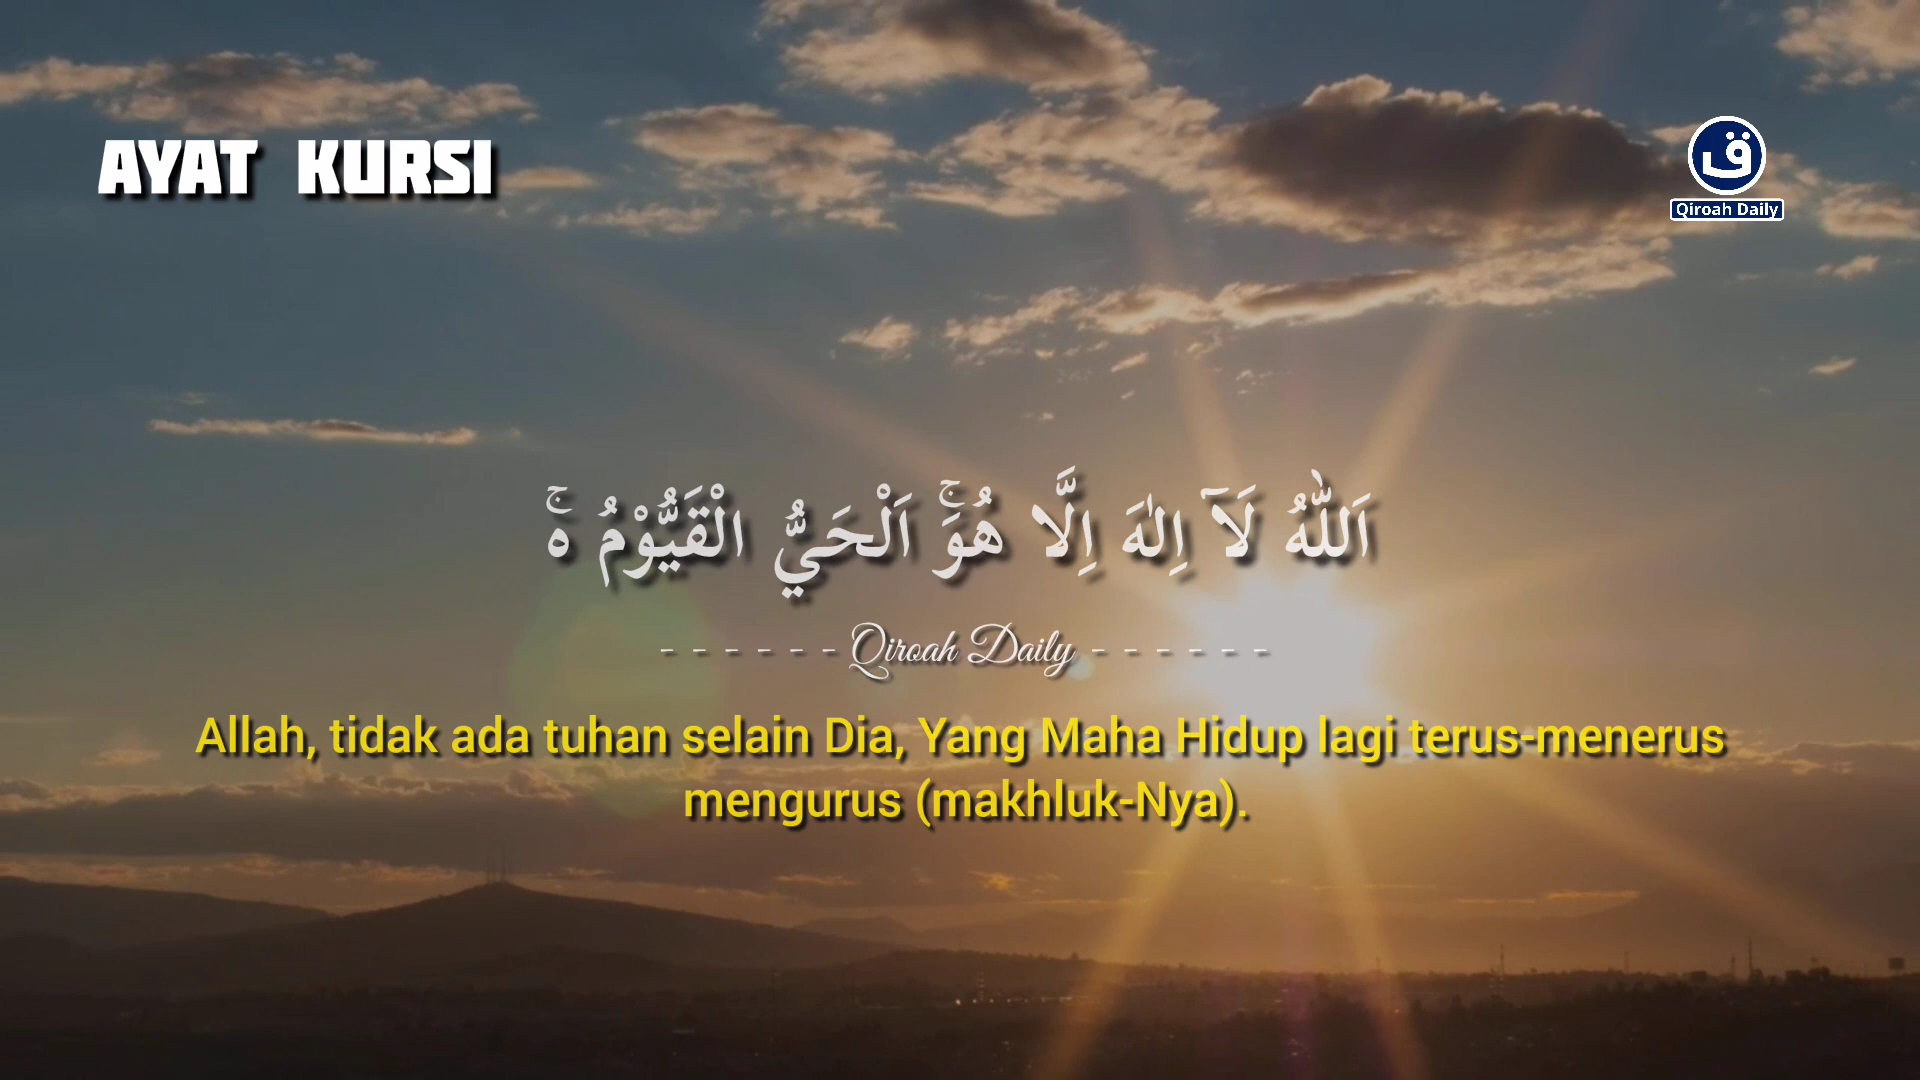 AYAT KURSI
ق
Qiroah Daily
اَللّٰهُ لَآ اِلٰهَ اِلَّا هُوَۚ اَلْحَيُّ الْقَيُّوْمُ ەۚ
- - - - - - Qiroah Daily - - - - - -
Allah, tidak ada tuhan selain Dia, Yang Maha Hidup lagi terus-menerus
mengurus (makhluk-Nya).